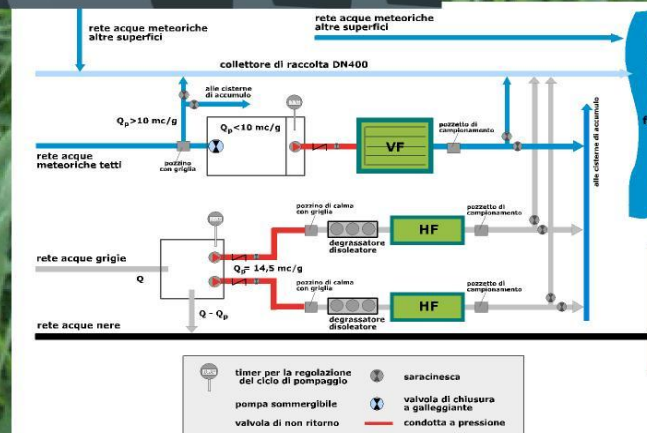 rete acque meteoriche
altre superfici
rete acque meteoriche
altre superfici
collettore di raccolta DN400
alle cisterne
di accumulo
Qp>10 mc/g
Qp<10 mc/g
pozzetto di
campionamento
VF
rete acque
meteoriche tetti
pozzino
con griglia
alle cisterne di accumulo
f
pozzino di calma
con griglia
HF
pozzetto di
campionamento
degrassatore
disoleatore
rete acque grigie
Q
Qp= 14,5 mc/g
pozzino di calma
con griglia
HF
pozzetto di
campionamento
degrassatore
disoleatore
Q - Qp
rete acque nere
timer per la regolazione
del ciclo di pompaggio
saracinesca
pompa sommergibile
valvola di chiusura
a galleggiante
valvola di non ritorno
condotta a pressione